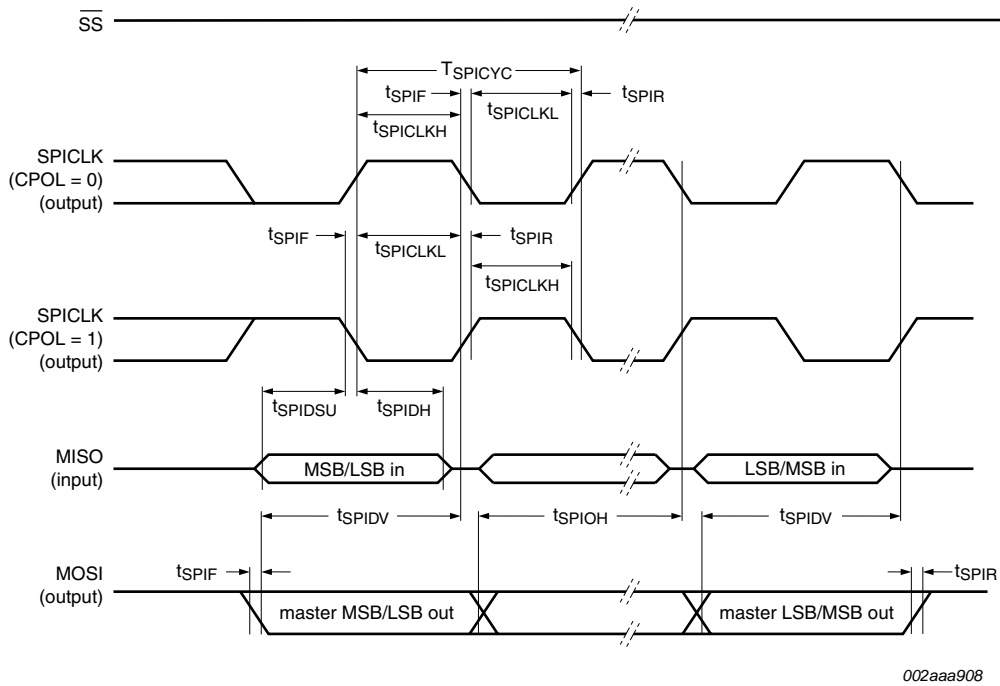 SS
TSPICYC
tSPIF
tSPICLKL
tSPIR
tSPICLKH
SPICLK
(CPOL = 0)
(output)
tSPIF
tSPICLKL
tSPIR
tSPICLKH
SPICLK
(CPOL = 1)
(output)
tSPIDSU
tSPIDH
MISO
(input)
MSB/LSB in
LSB/MSB in
tSPIDV
tSPIOH
tSPIDV
MOSI
(output)
tSPIF
tSPIR
master MSB/LSB out
master LSB/MSB out
002aaa908